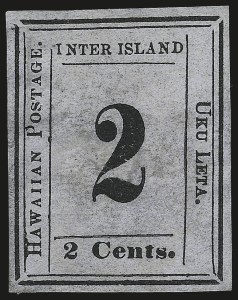 INTER ISLAND
HAWAIIAN POSTAGE.
2
UKU LETA.
2 Cents.